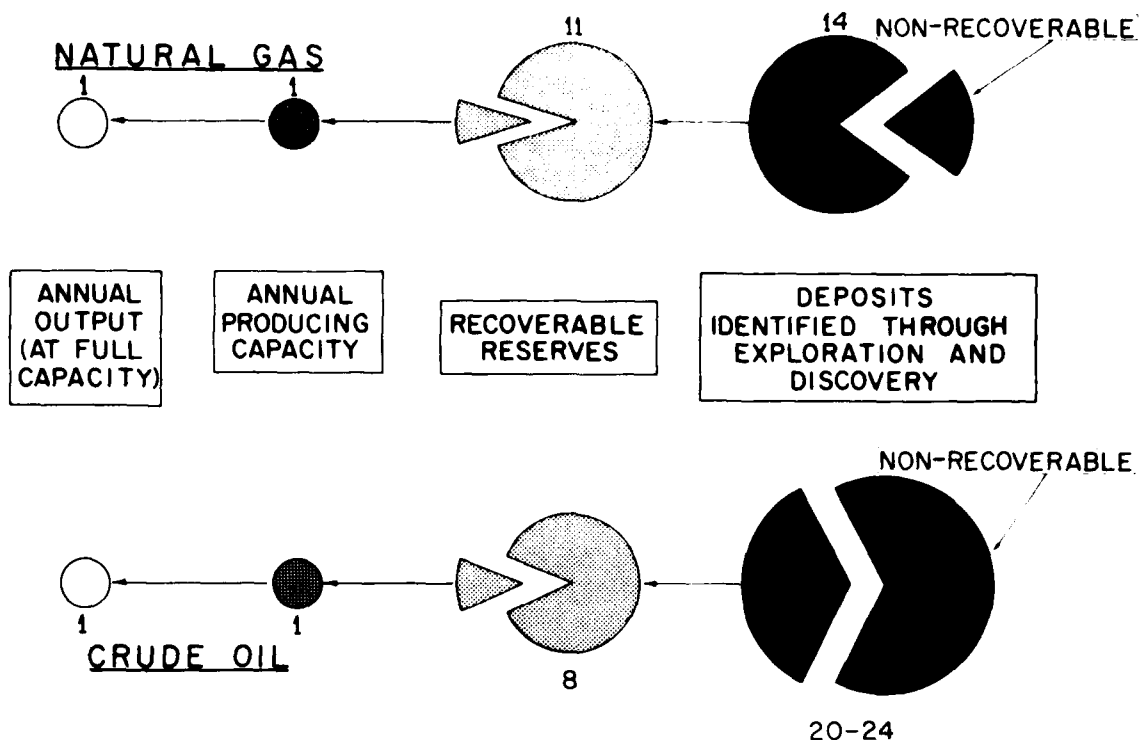 11
14
NON-RECOVERABLE
NATURAL GAS
1
1
ANNUAL
OUTPUT
(AT FULL
CAPACITY)
ANNUAL
PRODUCING
CAPACITY
RECOVERABLE
RESERVES
DEPOSITS
IDENTIFIED THROUGH
EXPLORATION AND
DISCOVERY
NON-RECOVERABLE
1
1
CRUDE OIL
8
20-24